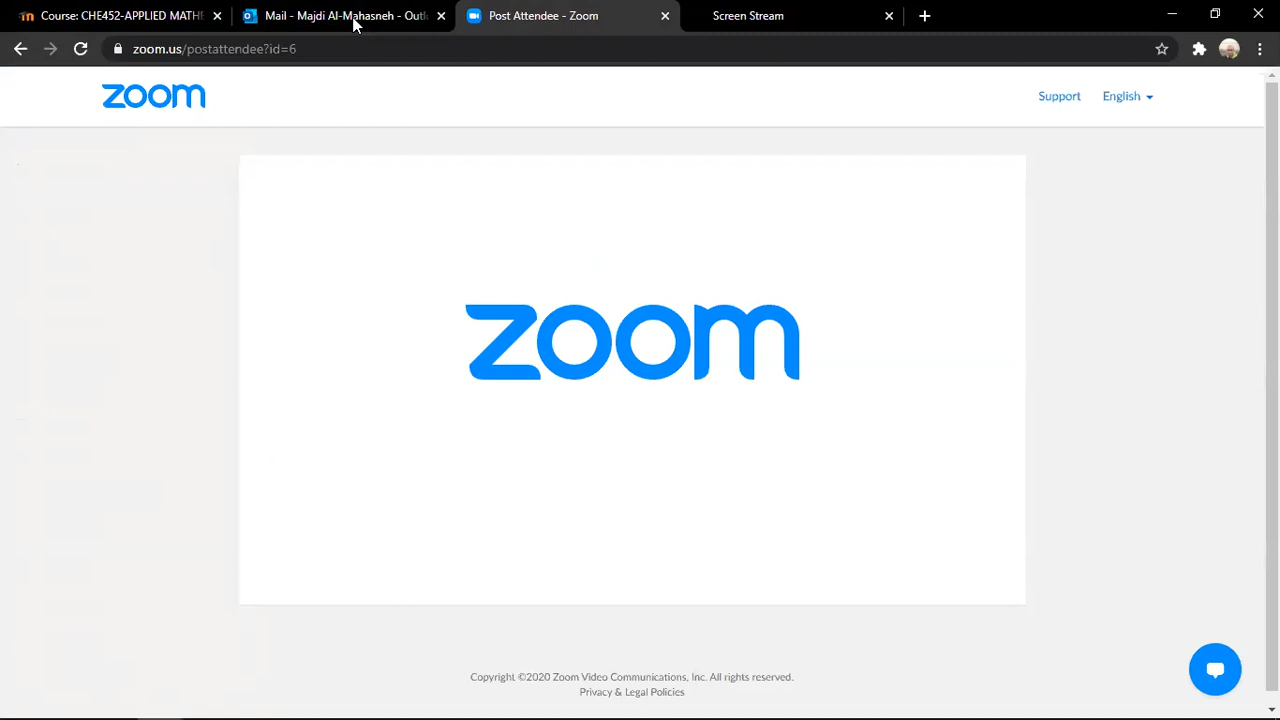 Course: CHE452-APPLIED MATH
Mail - Majdi Al-Mahasneh - Outl
Post Attendee - Zoom
Screen Stream
zoom.us/postattendee?id=6
zoom
Support
English
zoom
Copyright ©2020 Zoom Video Communications, Inc. All rights reserved.
Privacy & Legal Policies